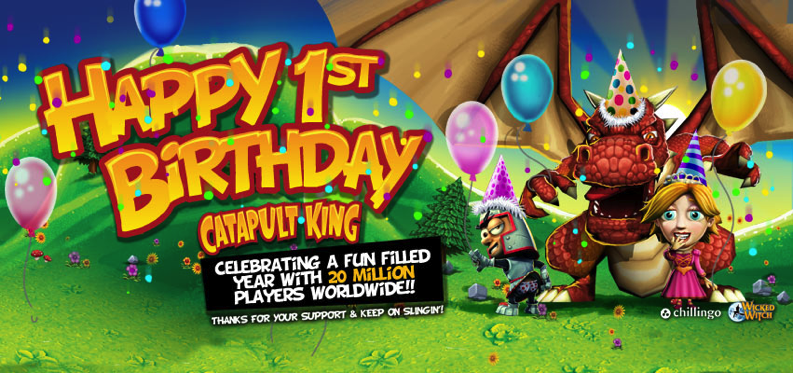 HAPPY 1ST
BIRTHDAY
CATAPULT KING
CELEBRATING A FUN FILLED
YEAR WITH 20 MILLION
PLAYERS WORLDWIDE!!
THANKS FOR YOUR SUPPORT & KEEP ON SLINGIN'!
chillingo
WICKED
WITCH